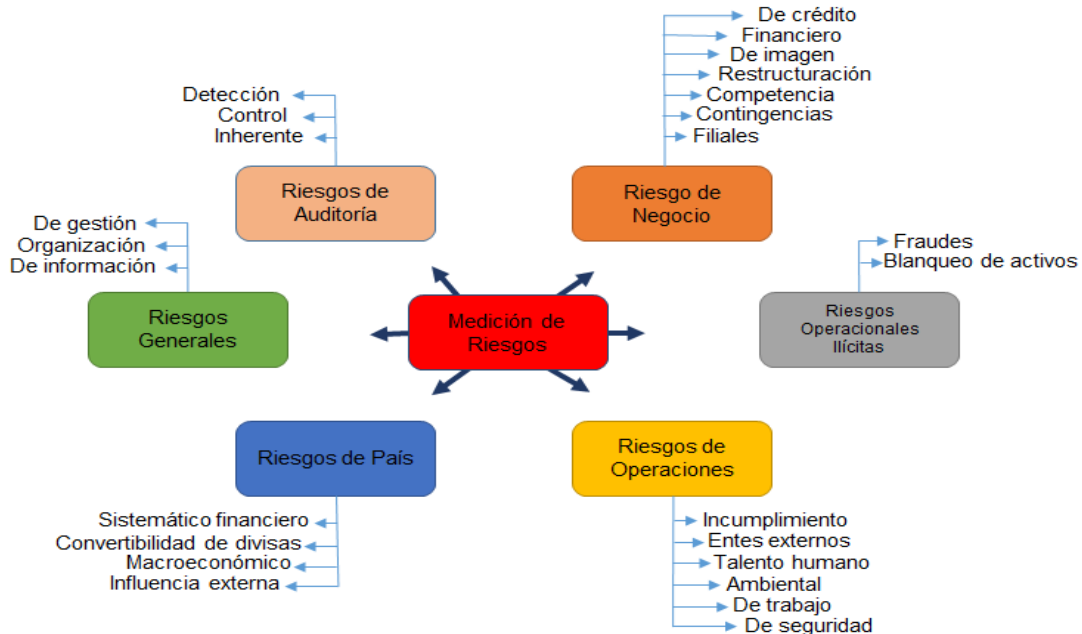 De crédito
Financiero
De imagen
Restructuración
Competencia
Contingencias
Filiales
Riesgo de
Negocio
Detección
Control
Inherente
Riesgos de
Auditoría
De gestión
Organización
De información
Riesgos
Generales
Medición de
Riesgos
Fraudes
Blanqueo de activos
Riesgos
Operacionales
Ilícitas
Riesgos de País
Sistemático financiero
Convertibilidad de divisas
Macroeconómico
Influencia externa
Riesgos de
Operaciones
Incumplimiento
Entes externos
Talento humano
Ambiental
De trabajo
De seguridad